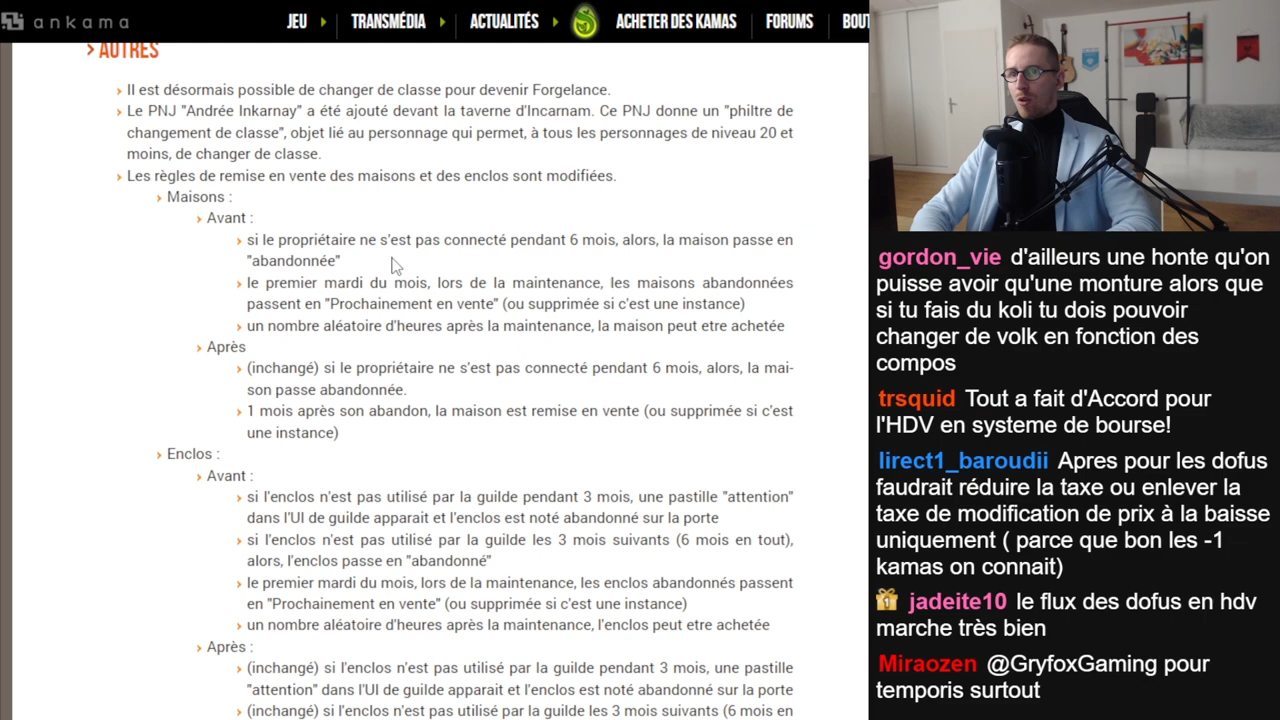 ankama
JEU
TRANSMÉDIA
ACTUALITÉS
ACHETER DES KAMAS
FORUMS
BOUT
> AUTRES
Il est désormais possible de changer de classe pour devenir Forgelance.
Le PNJ "Andrée Inkarnay" a été ajouté devant la taverne d'Incarnam. Ce PNJ donne un "philtre de
changement de classe", objet lié au personnage qui permet, à tous les personnages de niveau 20 et
moins, de changer de classe.
Les règles de remise en vente des maisons et des enclos sont modifiées.
Maisons :
Avant :
si le propriétaire ne s'est pas connecté pendant 6 mois, alors, la maison passe en
"abandonnée"
le premier mardi du mois, lors de la maintenance, les maisons abandonnées
passent en "Prochainement en vente" (ou supprimée si c'est une instance)
un nombre aléatoire d'heures après la maintenance, la maison peut etre achetée
Après
(inchangé) si le propriétaire ne s'est pas connecté pendant 6 mois, alors, la mai-
son passe abandonnée.
1 mois après son abandon, la maison est remise en vente (ou supprimée si c'est
une instance)
Enclos :
Avant :
si l'enclos n'est pas utilisé par la guilde pendant 3 mois, une pastille "attention"
dans l'UI de guilde apparait et l'enclos est noté abandonné sur la porte
si l'enclos n'est pas utilisé par la guilde les 3 mois suivants (6 mois en tout),
alors, l'enclos passe en "abandonné"
le premier mardi du mois, lors de la maintenance, les enclos abandonnés passent
en "Prochainement en vente" (ou supprimée si c'est une instance)
un nombre aléatoire d'heures après la maintenance, l'enclos peut etre achetée
Après :
(inchangé) si l'enclos n'est pas utilisé par la guilde pendant 3 mois, une pastille
"attention" dans l'UI de guilde apparait et l'enclos est noté abandonné sur la porte
(inchangé) si l'enclos n'est pas utilisé par la guilde les 3 mois suivants (6 mois en
gordon_vie d'ailleurs une honte qu'on
puisse avoir qu'une monture alors que
si tu fais du koli tu dois pouvoir
changer de volk en fonction des
compos
trsquid Tout a fait d'Accord pour
l'HDV en systeme de bourse!
lirect1_baroudii Apres pour les dofus
faudrait réduire la taxe ou enlever la
taxe de modification de prix à la baisse
uniquement ( parce que bon les -1
kamas on connait)
1 jadeite10 le flux des dofus en hdv
marche très bien
Miraozen @GryfoxGaming pour
temporis surtout